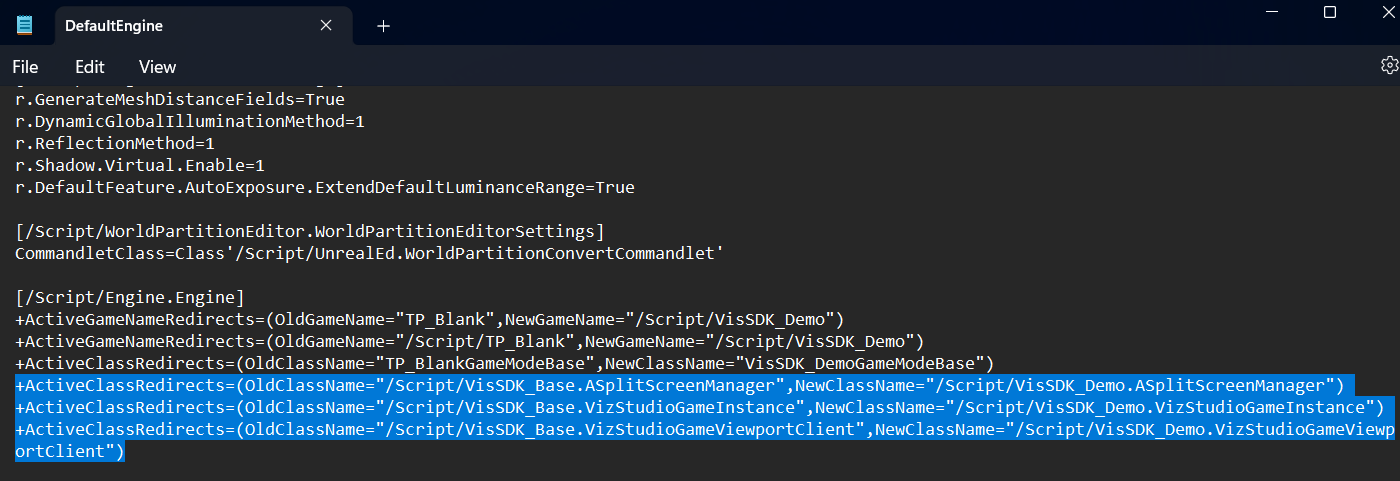 DefaultEngine
File Edit View
r.GenerateMeshDistanceFields=True
r.DynamicGlobalIlluminationMethod=1
r.ReflectionMethod=1
r.Shadow.Virtual.Enable=1
r.DefaultFeature.AutoExposure.ExtendDefaultLuminanceRange=True
[/Script/WorldPartitionEditor.WorldPartitionEditorSettings]
CommandletClass=Class'/Script/UnrealEd.WorldPartitionConvertCommandlet'
[/Script/Engine.Engine]
+ActiveGameNameRedirects=(OldGameName="TP_Blank",NewGameName="/Script/VisSDK_Demo")
+ActiveGameNameRedirects=(OldGameName="/Script/TP_Blank",NewGameName="/Script/VisSDK_Demo")
+ActiveClassRedirects=(OldClassName="TP_BlankGameModeBase",NewClassName="VisSDK_DemoGameModeBase")
+ActiveClassRedirects=(OldClassName="/Script/VisSDK_Base.ASplitScreenManager",NewClassName="/Script/VisSDK_Demo.ASplitScreenManager")
+ActiveClassRedirects=(OldClassName="/Script/VisSDK_Base.VizStudioGameInstance",NewClassName="/Script/VisSDK_Demo.VizStudioGameInstance")
+ActiveClassRedirects=(OldClassName="/Script/VisSDK_Base.VizStudioGameViewportClient",NewClassName="/Script/VisSDK_Demo.VizStudioGameViewp
ortClient")